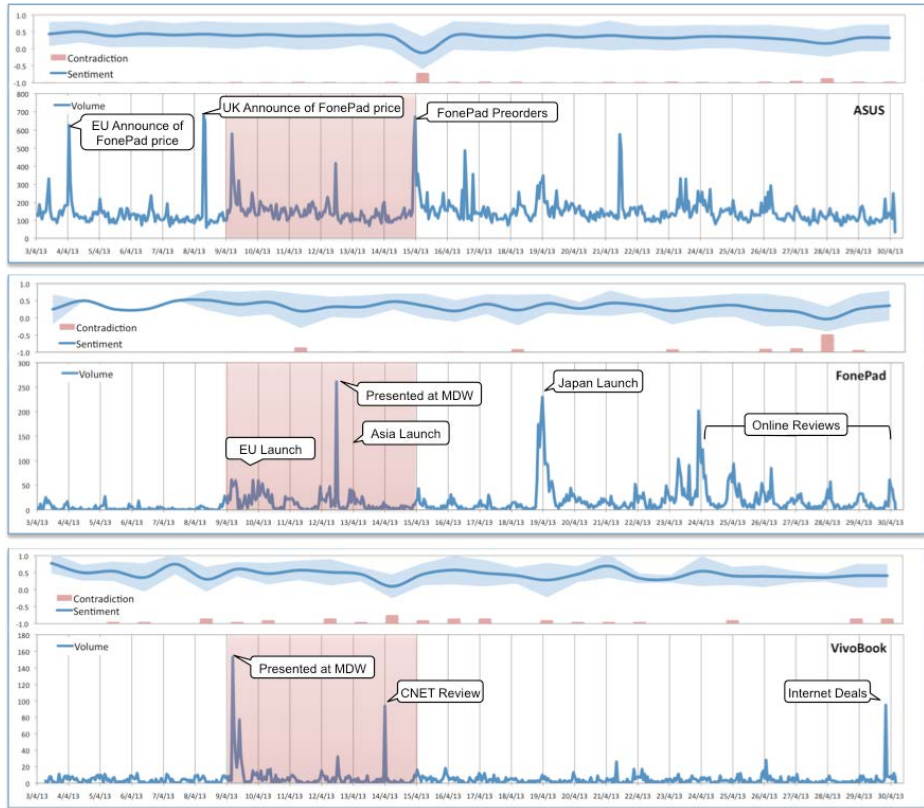 1.0
0.5
0.0
-0.5
-1.0
Contradiction
Sentiment
800
700
600
500
400
300
200
100
0
Volume
EU Announce of
FonePad price
UK Announce of FonePad price
FonePad Preorders
ASUS
3/4/13 4/4/13 5/4/13 6/4/13 7/4/13 8/4/13 9/4/13 10/4/13 11/4/13 12/4/13 13/4/13 14/4/13 15/4/13 16/4/13 17/4/13 18/4/13 19/4/13 20/4/13 21/4/13 22/4/13 23/4/13 24/4/13 25/4/13 26/4/13 27/4/13 28/4/13 29/4/13 30/4/13
1.0
0.5
0.0
-0.5
-1.0
Contradiction
Sentiment
300
250
200
150
100
50
0
Volume
EU Launch
Presented at MDW
Asia Launch
Japan Launch
Online Reviews
FonePad
3/4/13 4/4/13 5/4/13 6/4/13 7/4/13 8/4/13 9/4/13 10/4/13 11/4/13 12/4/13 13/4/13 14/4/13 15/4/13 16/4/13 17/4/13 18/4/13 19/4/13 20/4/13 21/4/13 22/4/13 23/4/13 24/4/13 25/4/13 26/4/13 27/4/13 28/4/13 29/4/13 30/4/13
1.0
0.5
0.0
-0.5
-1.0
Contradiction
Sentiment
180
160
140
120
100
80
60
40
20
0
Volume
Presented at MDW
CNET Review
Internet Deals
VivoBook
3/4/13 4/4/13 5/4/13 6/4/13 7/4/13 8/4/13 9/4/13 10/4/13 11/4/13 12/4/13 13/4/13 14/4/13 15/4/13 16/4/13 17/4/13 18/4/13 19/4/13 20/4/13 21/4/13 22/4/13 23/4/13 24/4/13 25/4/13 26/4/13 27/4/13 28/4/13 29/4/13 30/4/13